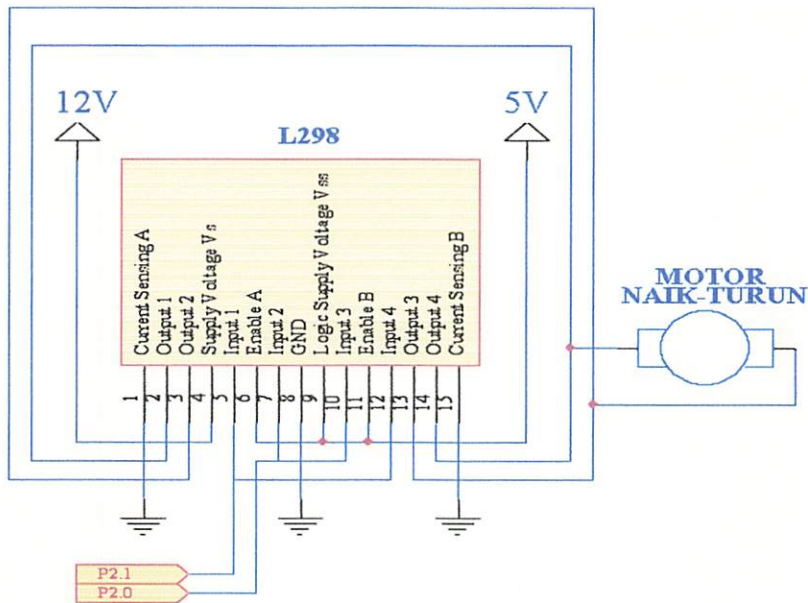 12V
5V
L298
Current Sensing A
Output 1
Output 2
Supply Voltage Vs
Input 1
Enable A
Input 2
GND
Logic Supply Voltage Vss
Input 3
Enable B
Input 4
Output 3
Output 4
Current Sensing B
1
2
3
4
5
6
7
8
9
10
11
12
13
14
15
MOTOR
NAIK-TURUN
P2.1
P2.0